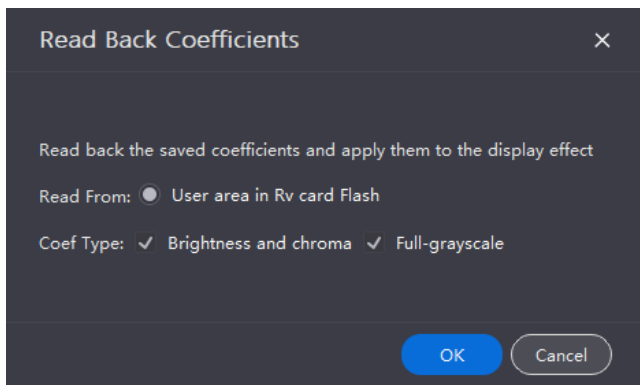 Read Back Coefficients
Read back the saved coefficients and apply them to the display effect
Read From: User area in Rv card Flash
Coef Type: Brightness and chroma Full-grayscale
OK Cancel